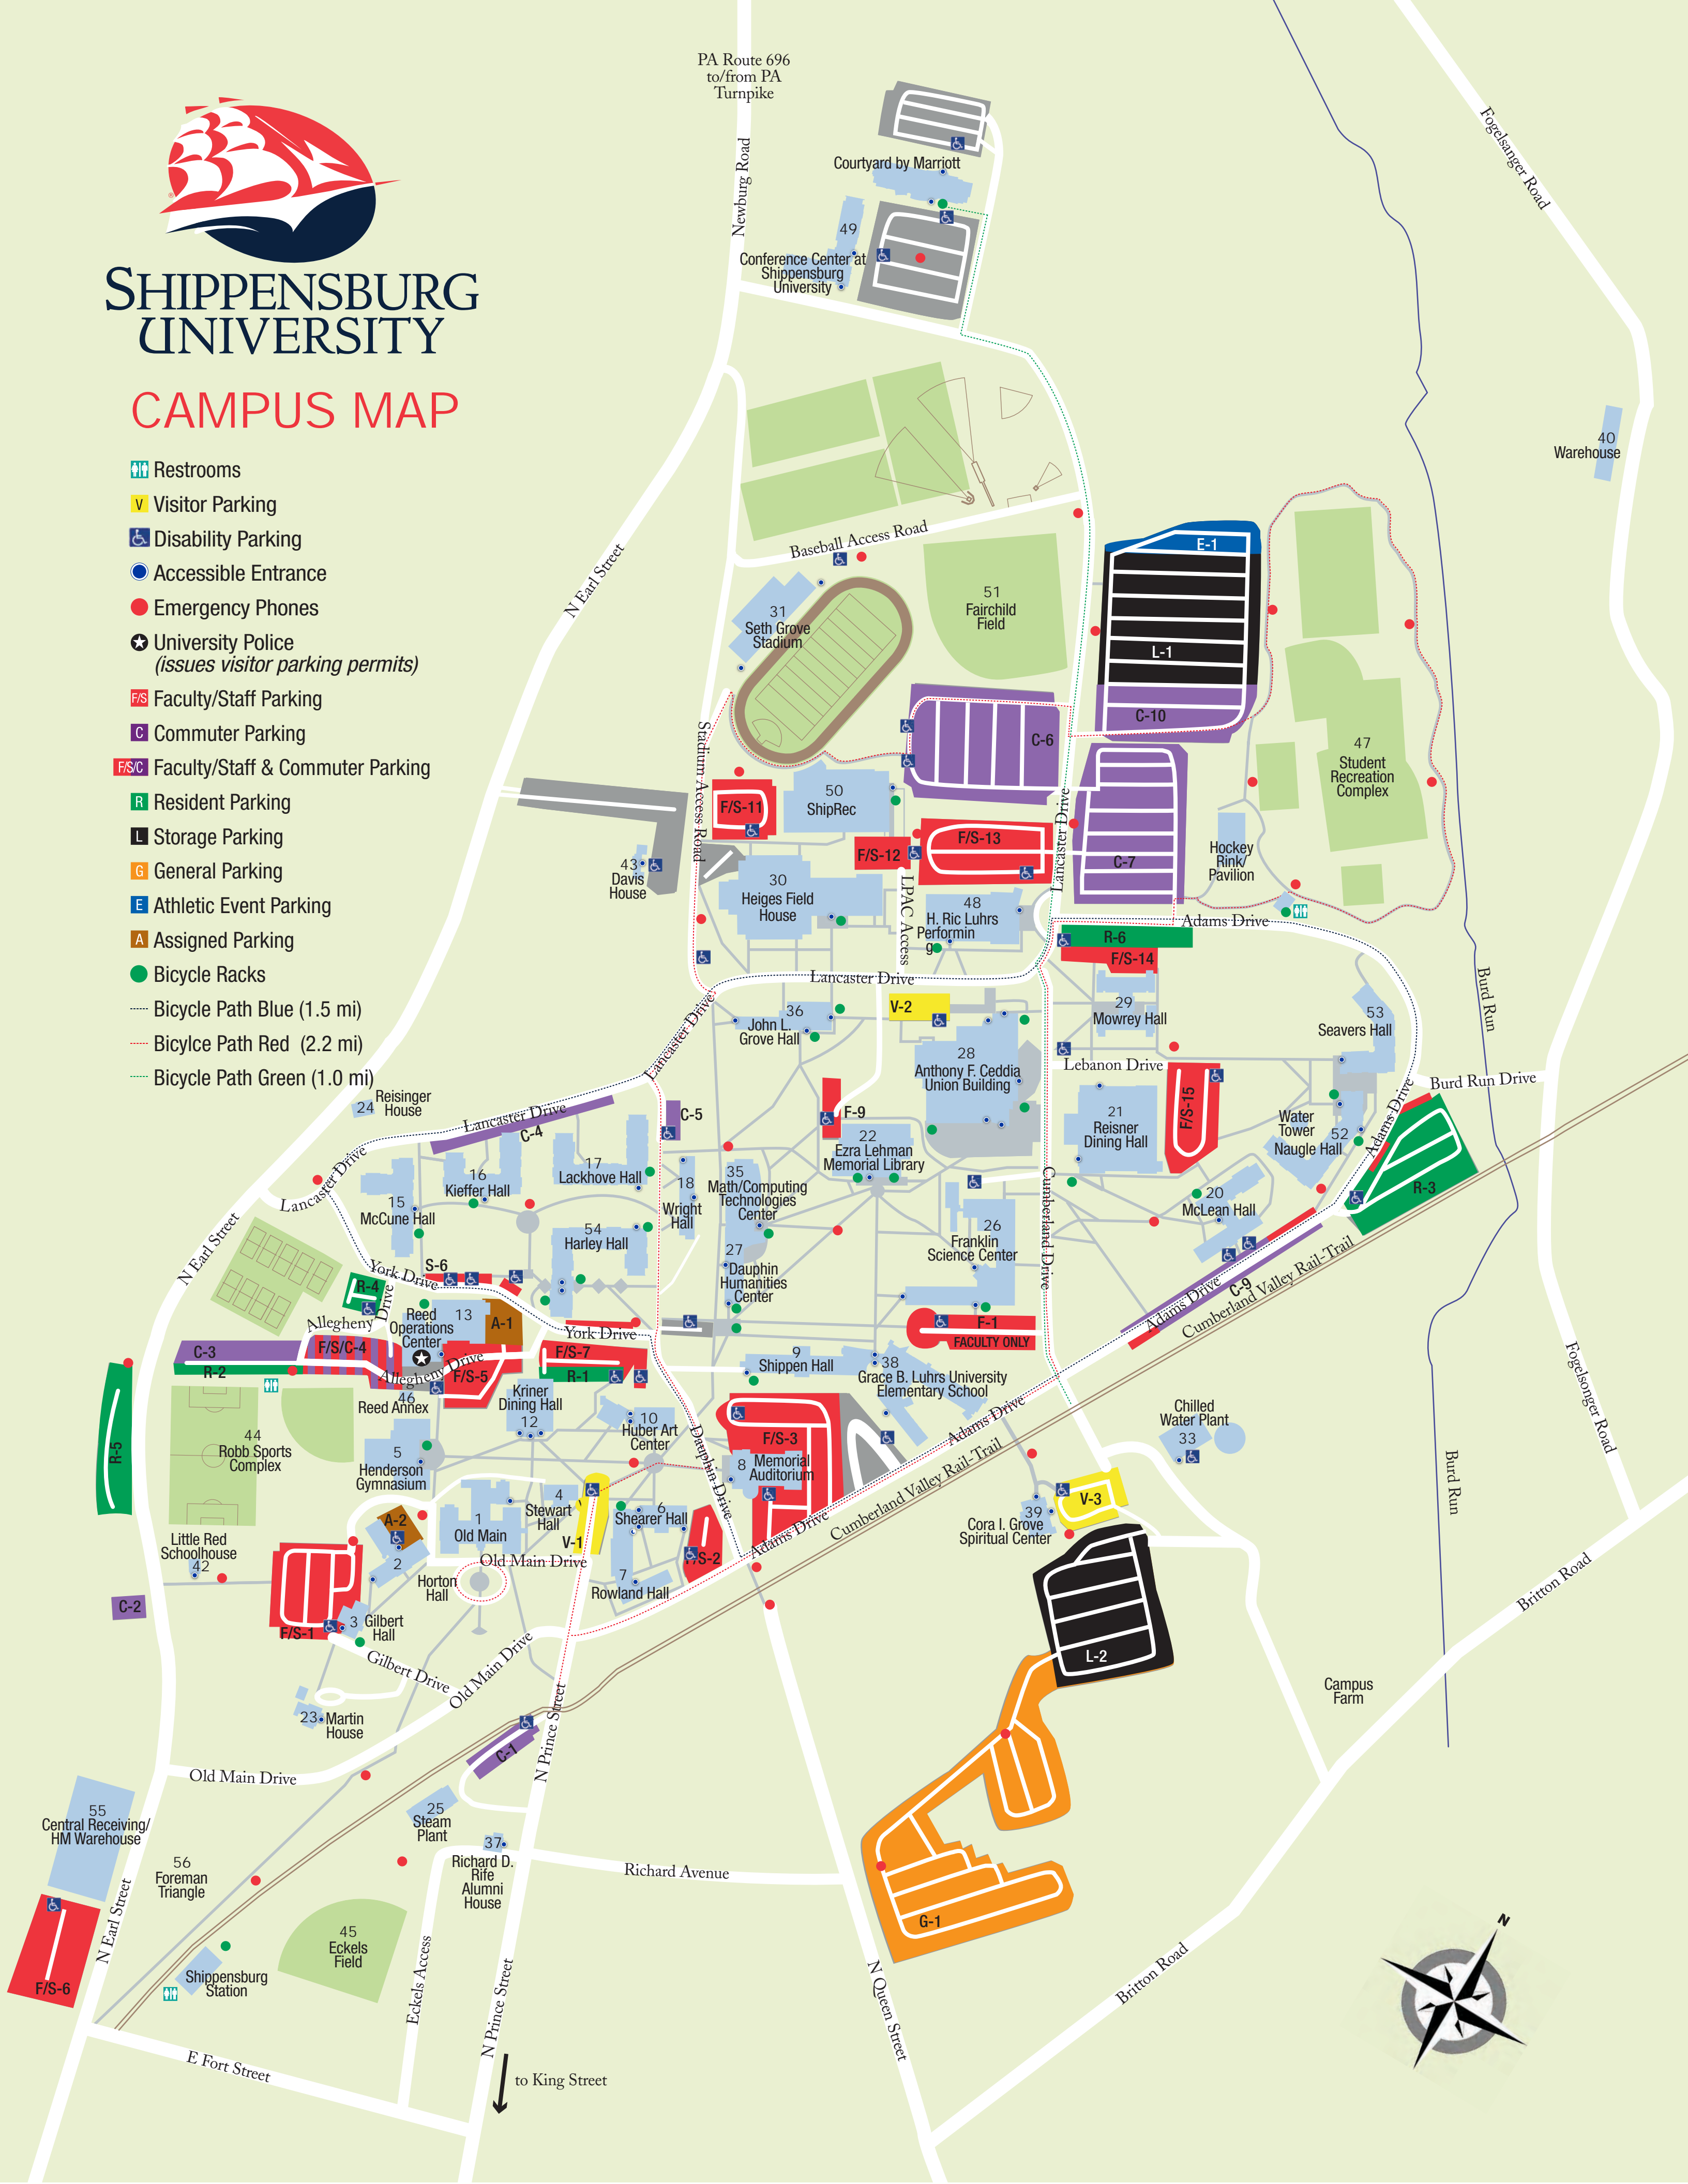 PA Route 696
to/from PA
Turnpike
Newburg Road
Fogelsanger Road
SHIPPENSBURG
UNIVERSITY
CAMPUS MAP
Restrooms
V Visitor Parking
Disability Parking
Accessible Entrance
Emergency Phones
University Police
(issues visitor parking permits)
F/S Faculty/Staff Parking
C Commuter Parking
F/S/C Faculty/Staff & Commuter Parking
R Resident Parking
L Storage Parking
G General Parking
E Athletic Event Parking
A Assigned Parking
Bicycle Racks
Bicycle Path Blue (1.5 mi)
Bicylce Path Red (2.2 mi)
Bicycle Path Green (1.0 mi)
Courtyard by Marriott
49
Conference Center at
Shippensburg
University
40
Warehouse
N Earl Street
Baseball Access Road
31
Seth Grove
Stadium
51
Fairchild
Field
E-1
L-1
C-10
C-6
C-7
47
Student
Recreation
Complex
Stadium Access Road
F/S-11
50
ShipRec
F/S-12
F/S-13
Lancaster Drive
Hockey
Rink/
Pavilion
43
Davis
House
30
Heiges Field
House
LPAC Access
48
H. Ric Luhrs
Performin
g
Adams Drive
R-6
F/S-14
Burd Run
Lancaster Drive
Lancaster Drive
36
John L.
Grove Hall
V-2
29
Mowrey Hall
53
Seavers Hall
28
Anthony F. Ceddia
Union Building
Lebanon Drive
Burd Run Drive
24
Reisinger
House
Lancaster Drive
C-4
C-5
F-9
21
Reisner
Dining Hall
F/S-15
Water
Tower
52
Naugle Hall
Adams Drive
R-3
Lancaster Drive
15
McCune Hall
16
Kieffer Hall
17
Lackhove Hall
18
Wright
Hall
35
Math/Computing
Technologies
Center
22
Ezra Lehman
Memorial Library
Cumberland Drive
20
McLean Hall
N Earl Street
54
Harley Hall
27
Dauphin
Humanities
Center
26
Franklin
Science Center
York Drive
S-6
R-4
Allegheny
Drive
Reed
Operations
Center
13
A-1
York Drive
F-1
FACULTY ONLY
Adams Drive
C-9
Cumberland Valley Rail-Trail
C-3
R-2
F/S/C-4
Allegheny Drive
F/S-5
F/S-7
R-1
9
Shippen Hall
38
Grace B. Luhrs University
Elementary School
46
Reed Annex
Kriner
Dining Hall
12
10
Huber Art
Center
Dauphin Drive
Adams Drive
Cumberland Valley Rail-Trail
Chilled
Water Plant
33
Fogelsonger Road
R-5
44
Robb Sports
Complex
5
Henderson
Gymnasium
F/S-3
8
Memorial
Auditorium
Burd Run
Little Red
Schoolhouse
42
A-2
2
1
Old Main
4
Stewart
Hall
V-1
6
Shearer Hall
F/S-2
Adams Drive
39
Cora I. Grove
Spiritual Center
V-3
C-2
Old Main Drive
Horton
Hall
7
Rowland Hall
F/S-1
3
Gilbert
Hall
Gilbert Drive
Old Main Drive
L-2
Britton Road
Campus
Farm
23
Martin
House
C-1
N Prince Street
Old Main Drive
55
Central Receiving/
HM Warehouse
25
Steam
Plant
37
Richard D.
Rife
Alumni
House
Richard Avenue
56
Foreman
Triangle
G-1
N Earl Street
F/S-6
45
Eckels
Field
Shippensburg
Station
Eckels Access
N Prince Street
N Queen Street
Britton Road
N
E Fort Street
to King Street